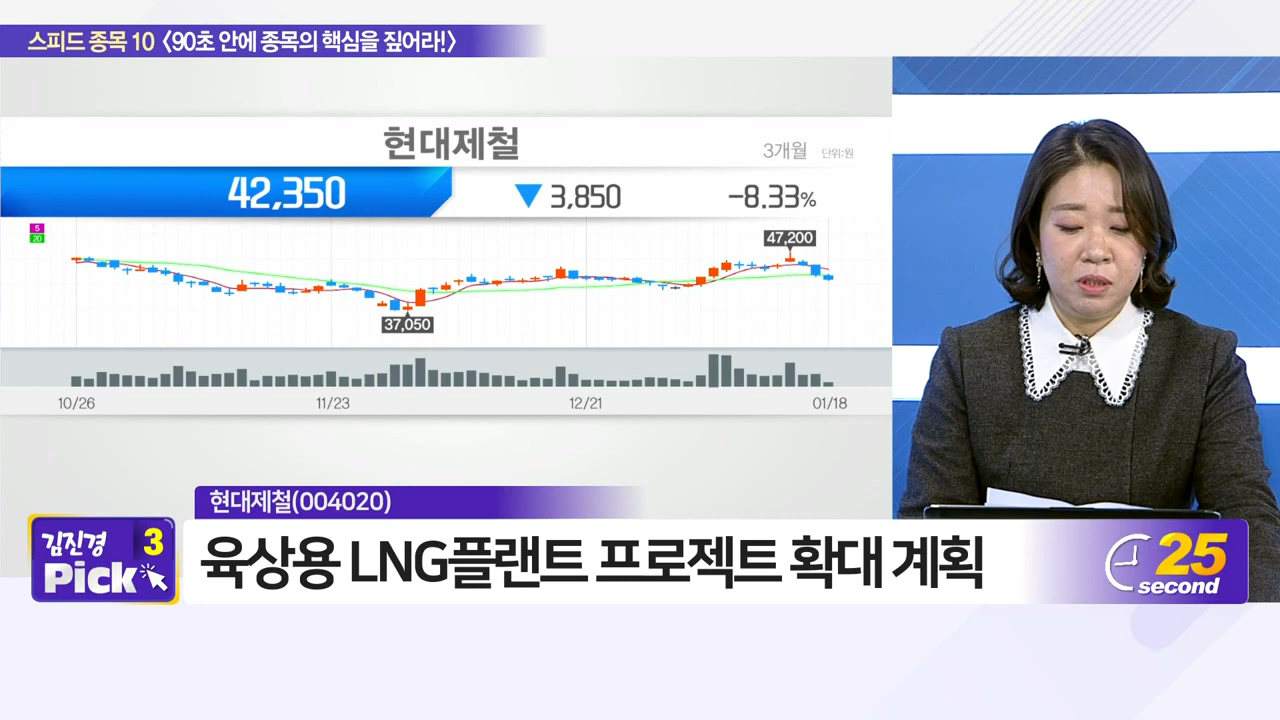 스피드 종목 10 〈90초 안에 종목의 핵심을 짚어라!〉
현대제철
3개월 단위:원
42,350 ▼ 3,850 -8.33%
5
20
47,200
37,050
10/26 11/23 12/21 01/18
현대제철(004020)
김진경 3
Pick
육상용 LNG플랜트 프로젝트 확대 계획
25
second